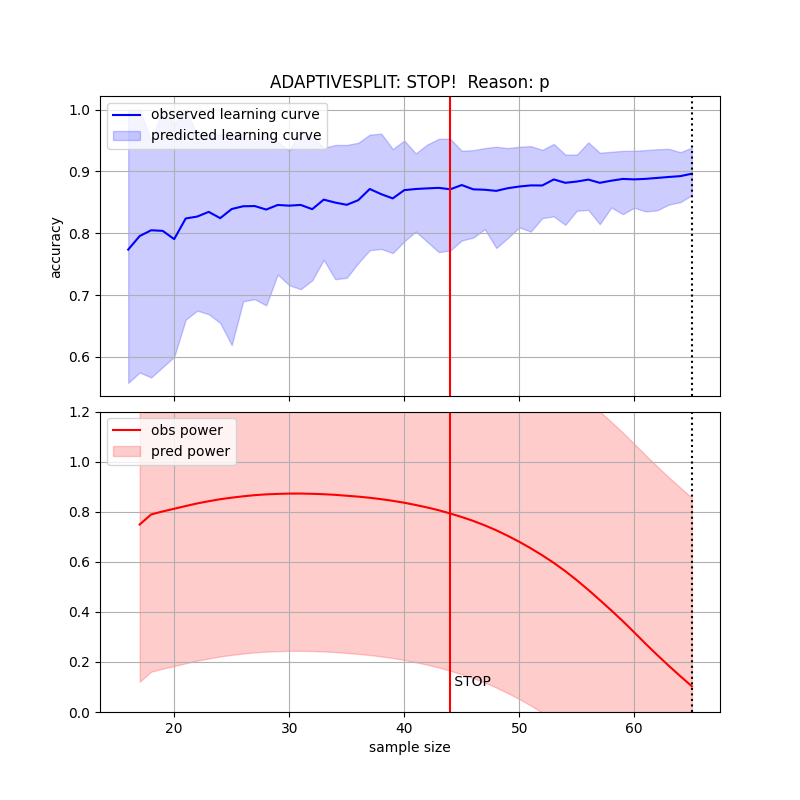 ADAPTIVESPLIT: STOP!  Reason: p
1.0
0.9
0.8
0.7
0.6
accuracy
observed learning curve
predicted learning curve
1.2
1.0
0.8
0.6
0.4
0.2
0.0
obs power
pred power
STOP
20
30
40
50
60
sample size